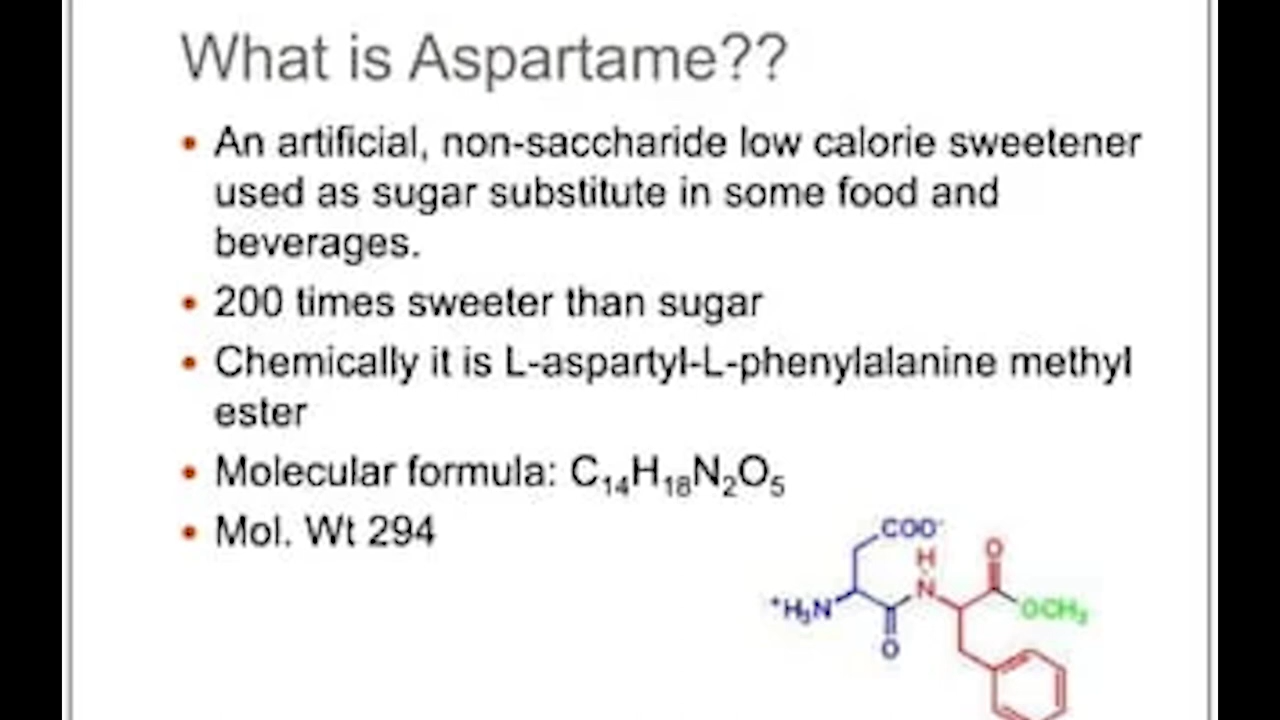 What is Aspartame??
• An artificial, non-saccharide low calorie sweetener
used as sugar substitute in some food and
beverages.
• 200 times sweeter than sugar
• Chemically it is L-aspartyl-L-phenylalanine methyl
ester
• Molecular formula: C₁₄H₁₈N₂O₅
• Mol. Wt 294
COO⁻
H
O
N
⁺H₃N
OCH₃
O